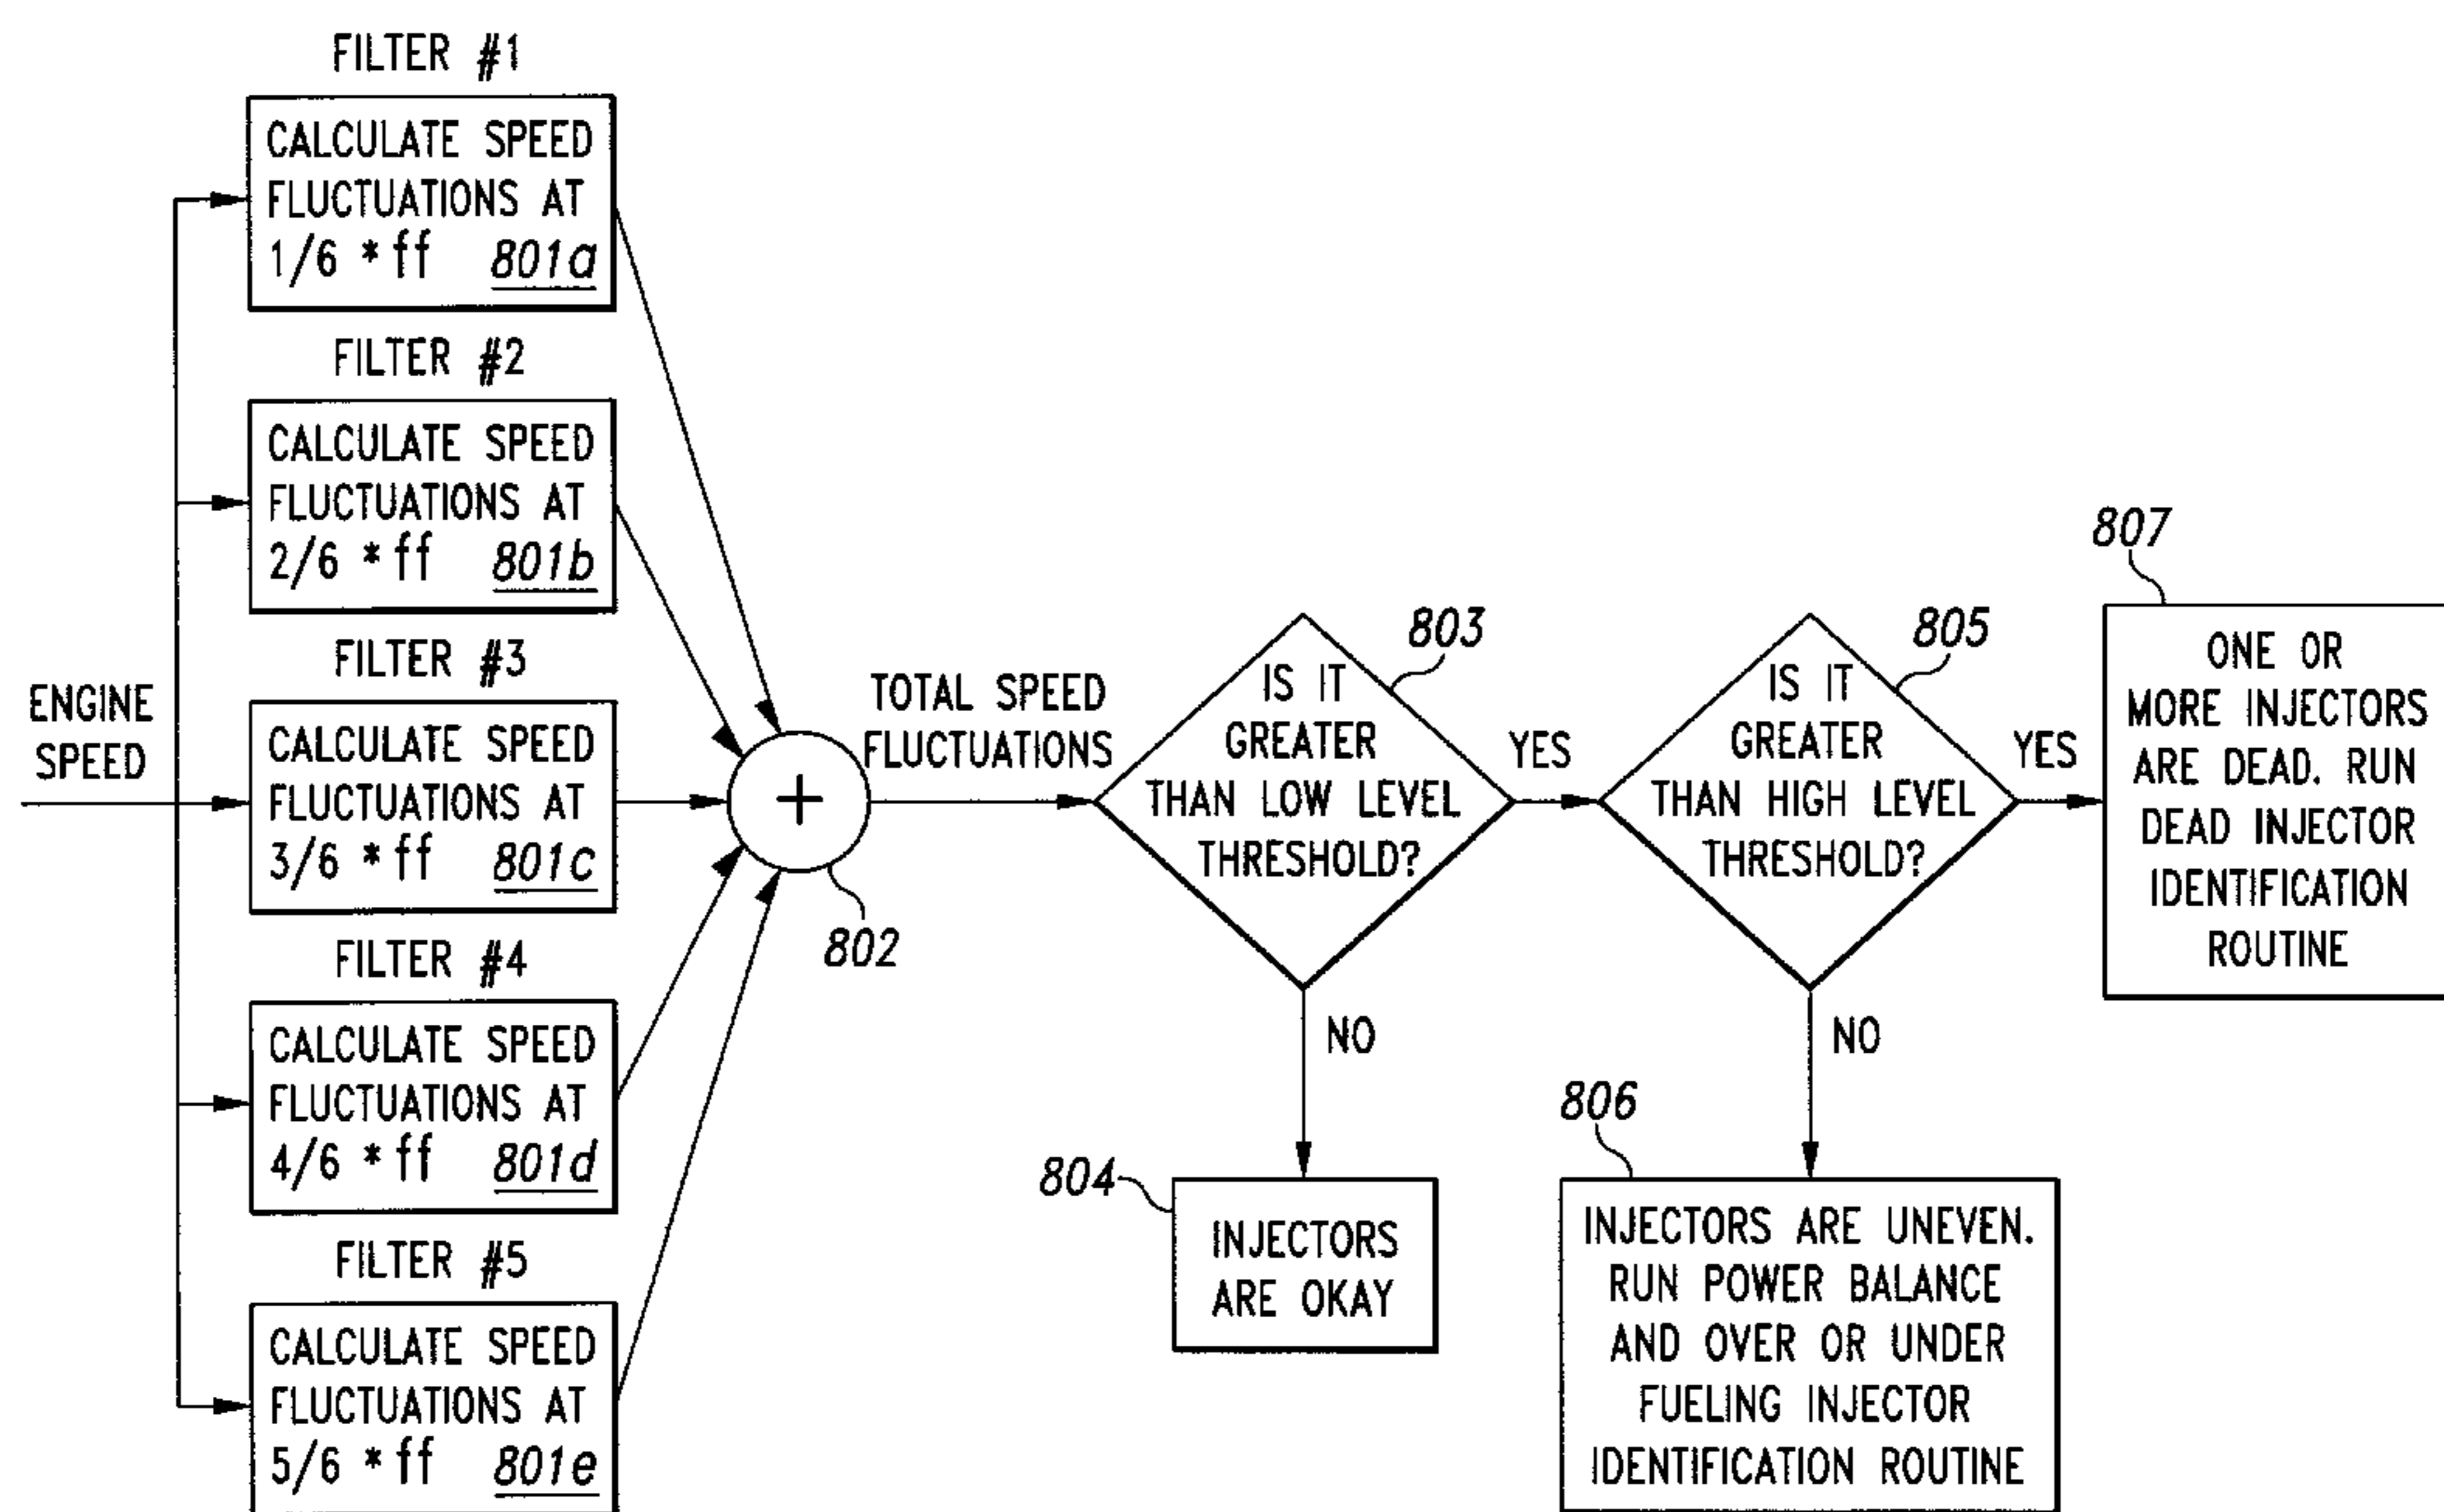 FILTER #1
CALCULATE SPEED
FLUCTUATIONS AT
1/6 * ff 801a
FILTER #2
CALCULATE SPEED
FLUCTUATIONS AT
2/6 * ff 801b
FILTER #3
CALCULATE SPEED
FLUCTUATIONS AT
3/6 * ff 801c
FILTER #4
CALCULATE SPEED
FLUCTUATIONS AT
4/6 * ff 801d
FILTER #5
CALCULATE SPEED
FLUCTUATIONS AT
5/6 * ff 801e
ENGINE
SPEED
+
802
TOTAL SPEED
FLUCTUATIONS
803
IS IT
GREATER
THAN LOW LEVEL
THRESHOLD?
YES
NO
804
INJECTORS
ARE OKAY
805
IS IT
GREATER
THAN HIGH LEVEL
THRESHOLD?
YES
NO
806
INJECTORS ARE UNEVEN.
RUN POWER BALANCE
AND OVER OR UNDER
FUELING INJECTOR
IDENTIFICATION ROUTINE
807
ONE OR
MORE INJECTORS
ARE DEAD. RUN
DEAD INJECTOR
IDENTIFICATION
ROUTINE